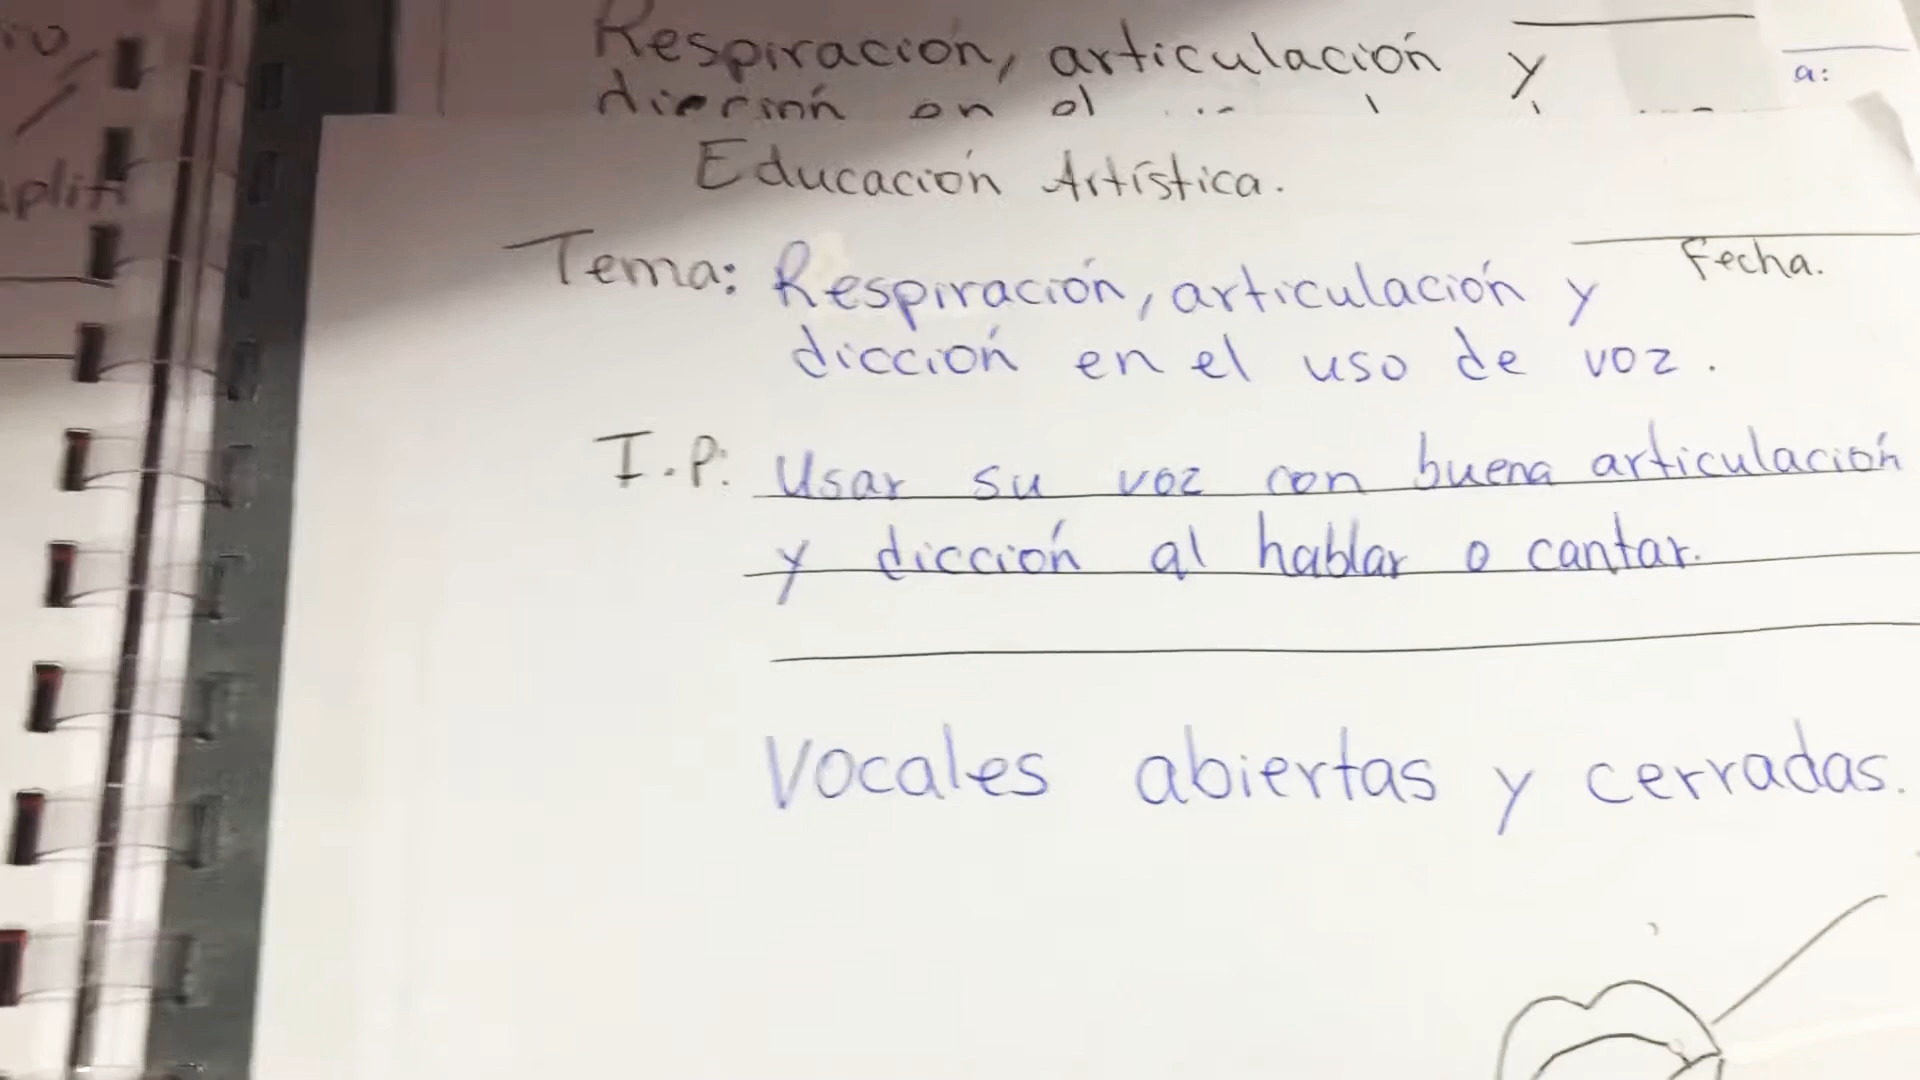 Respiración, articulación y
a:
Educación Artística.
Fecha.
Tema: Respiración, articulación y
dicción en el uso de voz.
I.P: Usar su voz con buena articulación
y dicción al hablar o cantar.
Vocales abiertas y cerradas.